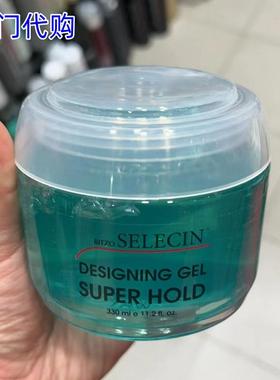 门代购
SELECIN
DESIGNING GEL
SUPER HOLD
330 ml e 11.2 fl. oz.